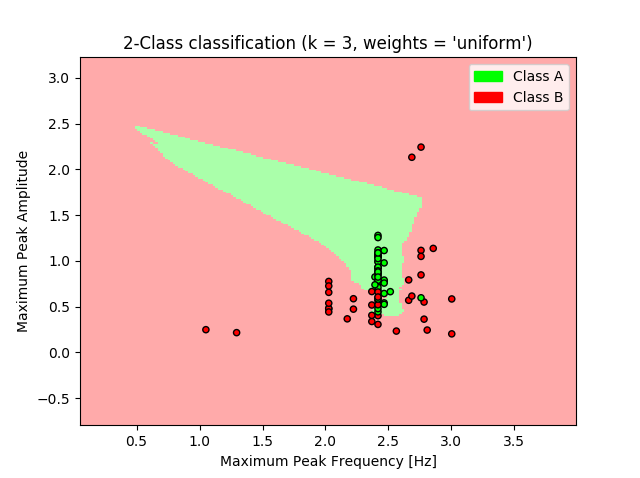 2-Class classification (k = 3, weights = 'uniform')
Class A
Class B
Maximum Peak Amplitude
3.0
2.5
2.0
1.5
1.0
0.5
0.0
−0.5
0.5 1.0 1.5 2.0 2.5 3.0 3.5
Maximum Peak Frequency [Hz]